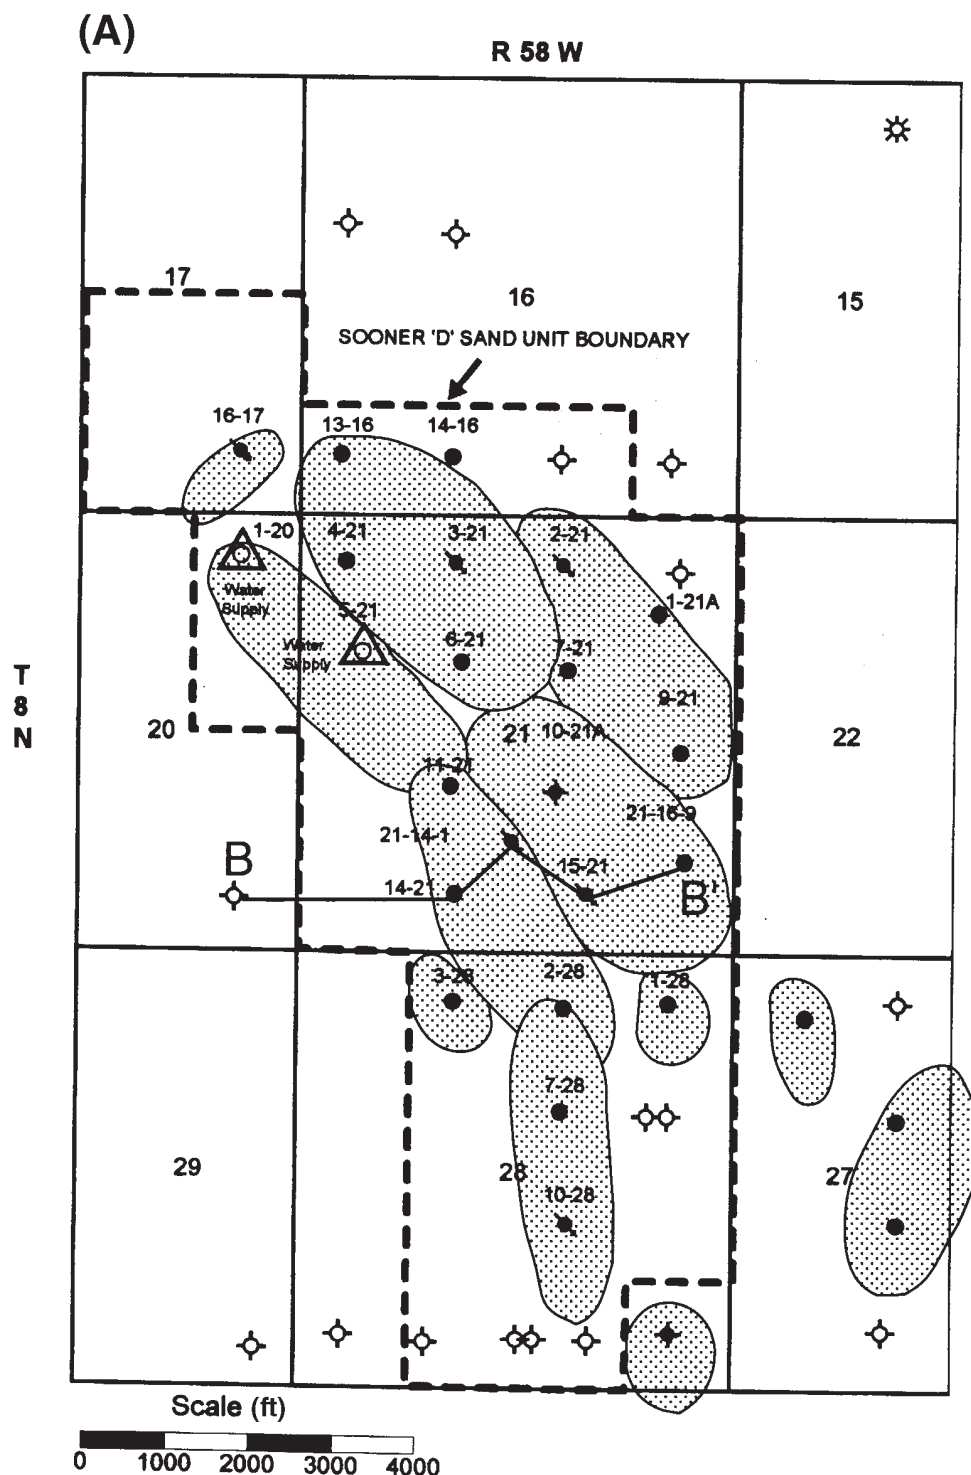 (A)
R 58 W
17
16
15
SOONER 'D' SAND UNIT BOUNDARY
16-17
13-16
14-16
1-20
4-21
3-21
2-21
Water
Supply
5-21
1-21A
Water
Supply
6-21
7-21
T
8
N
9-21
20
21
10-21A
22
11-21
21-16-9
21-14-1
B
15-21
14-21
B'
3-28
2-28
1-28
7-28
29
28
27
10-28
Scale (ft)
0 1000 2000 3000 4000